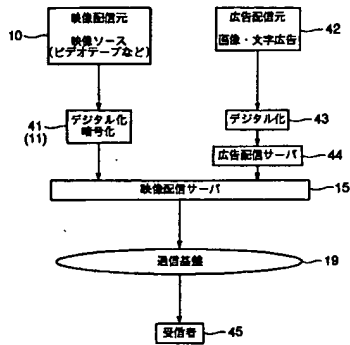 10
映像配信元
映像ソース
(ビデオテープなど)
広告配信元
画像・文字広告
42
41
(11)
デジタル化
暗号化
デジタル化
43
広告配信サーバ
44
映像配信サーバ
15
通信基盤
19
受信者
45